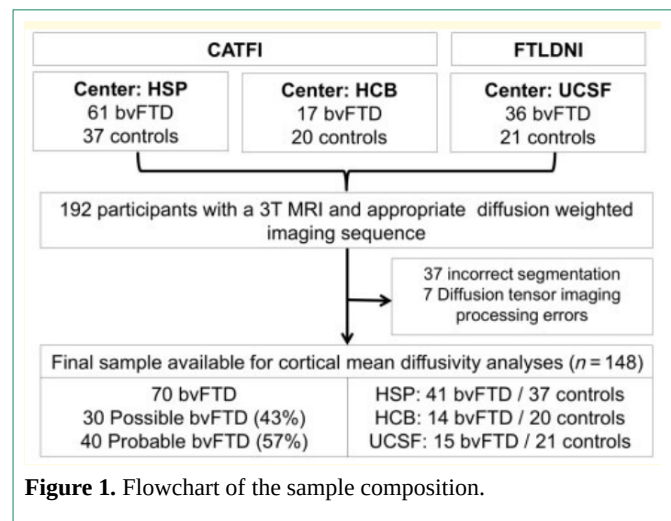 CATFI
FTLDNI
Center: HSP
61 bvFTD
37 controls
Center: HCB
17 bvFTD
20 controls
Center: UCSF
36 bvFTD
21 controls
192 participants with a 3T MRI and appropriate diffusion weighted
imaging sequence
37 incorrect segmentation
7 Diffusion tensor imaging
processing errors
Final sample available for cortical mean diffusivity analyses (n = 148)
70 bvFTD
30 Possible bvFTD (43%)
40 Probable bvFTD (57%)
HSP: 41 bvFTD / 37 controls
HCB: 14 bvFTD / 20 controls
UCSF: 15 bvFTD / 21 controls
Figure 1. Flowchart of the sample composition.